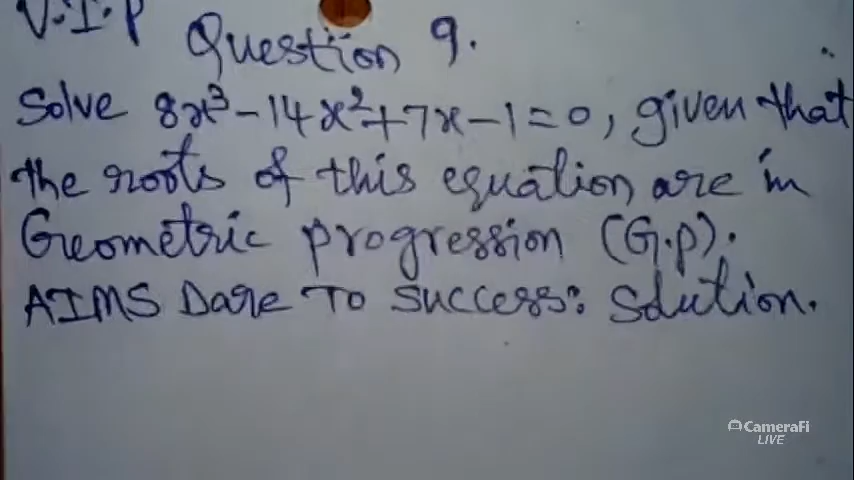 V.I.P
Question 9.
Solve 8x³-14x²+7x-1=0, given that
the roots of this equation are in
Geometric progression (G.p).
AIMS Dare To Success: Solution.
CameraFi
LIVE